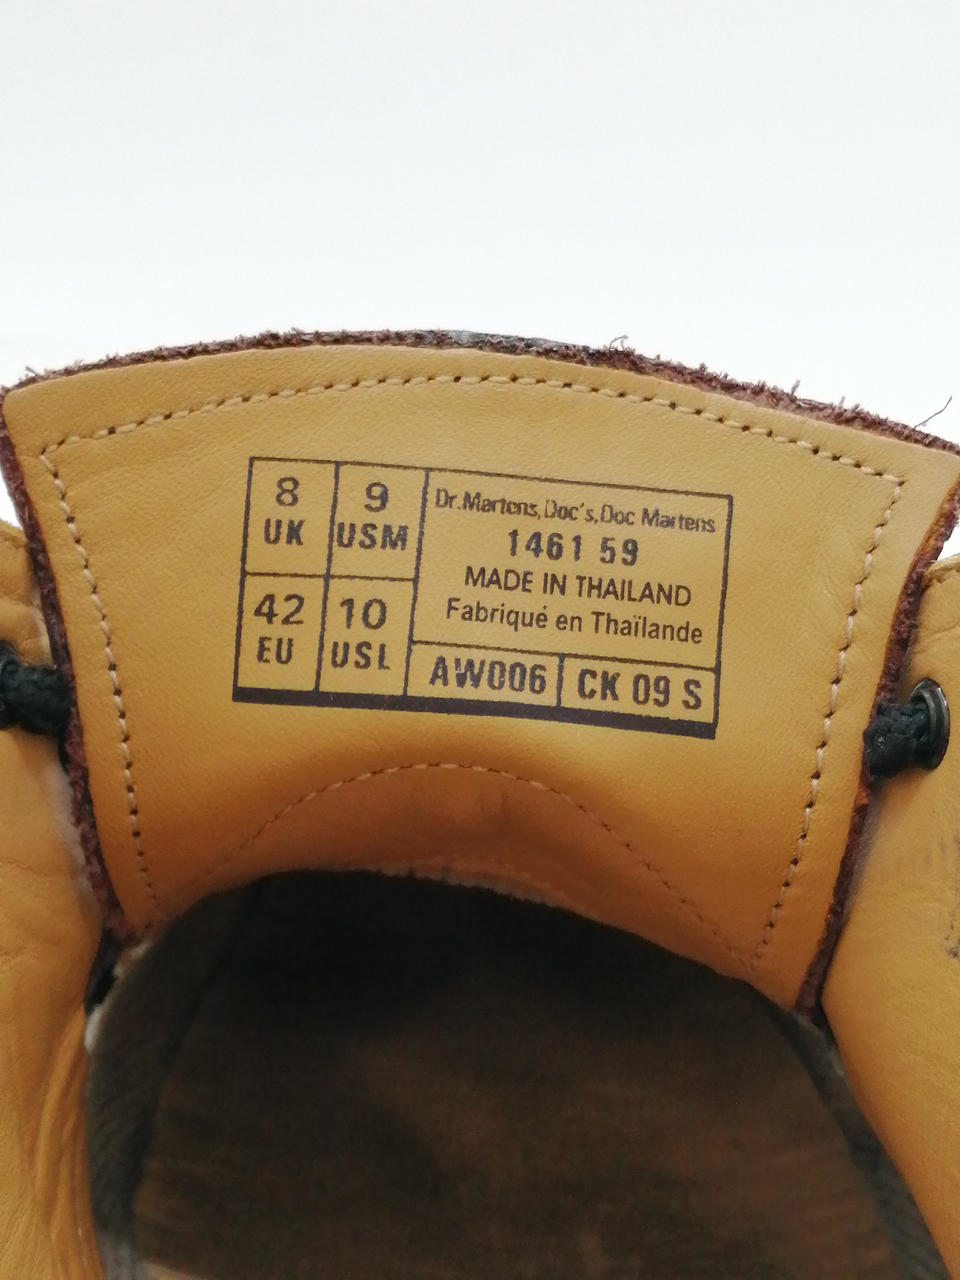 8
UK
9
USM
42
EU
10
USL
Dr.Martens,Doc's,Doc Martens
1461 59
MADE IN THAILAND
Fabriqué en Thaïlande
AW006
CK 09 S